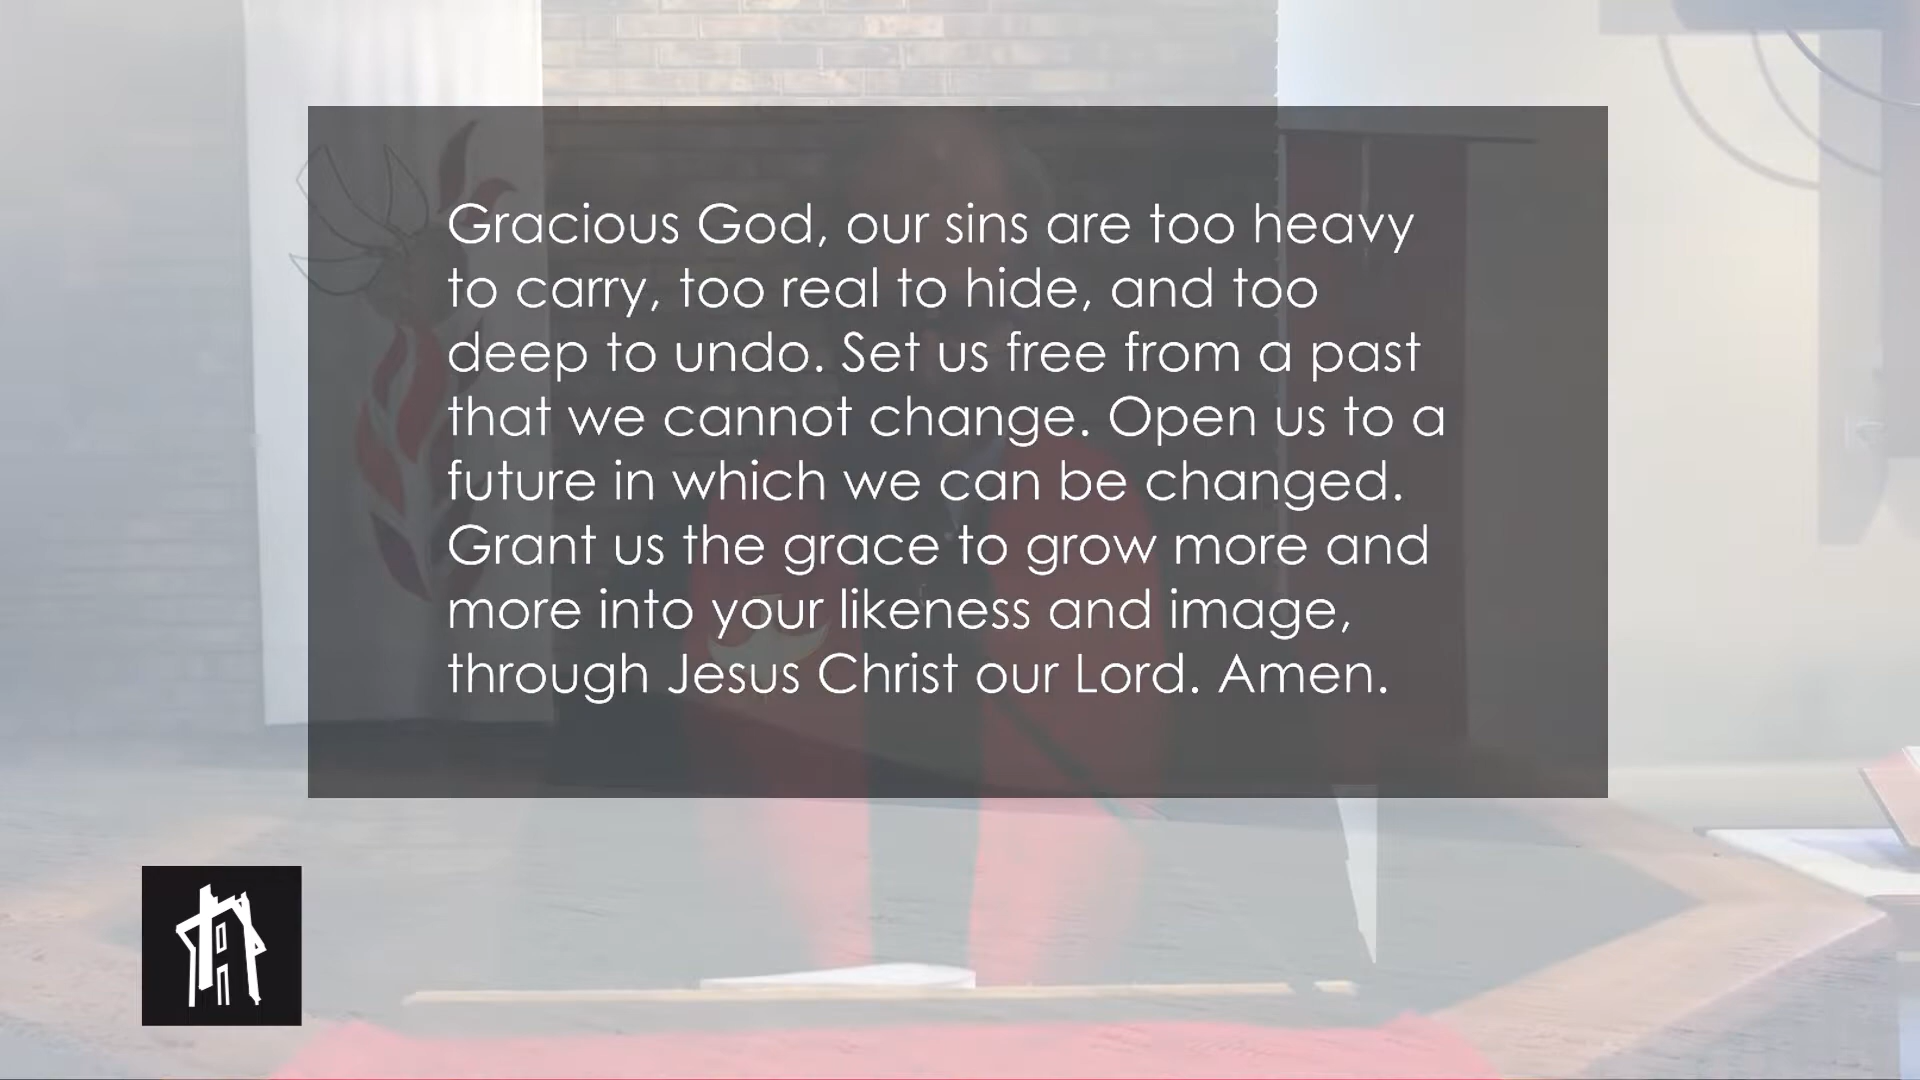 Gracious God, our sins are too heavy
to carry, too real to hide, and too
deep to undo. Set us free from a past
that we cannot change. Open us to a
future in which we can be changed.
Grant us the grace to grow more and
more into your likeness and image,
through Jesus Christ our Lord. Amen.